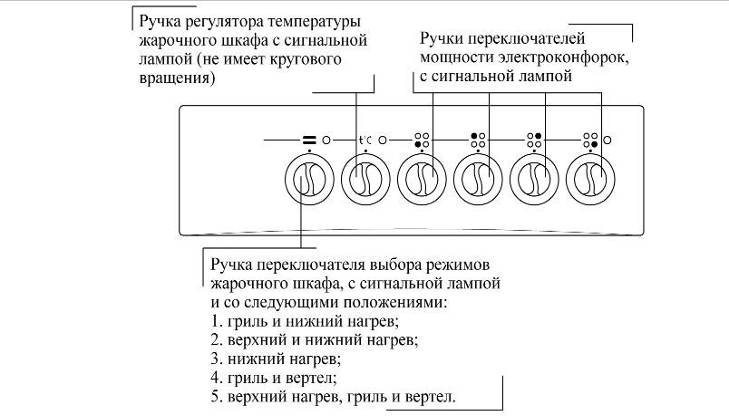 Ручка регулятора температуры
жарочного шкафа с сигнальной
лампой (не имеет кругового
вращения)
Ручки переключателей
мощности электроконфорок,
с сигнальной лампой
t°C
Ручка переключателя выбора режимов
жарочного шкафа, с сигнальной лампой
и со следующими положениями:
1. гриль и нижний нагрев;
2. верхний и нижний нагрев;
3. нижний нагрев;
4. гриль и вертел;
5. верхний нагрев, гриль и вертел.